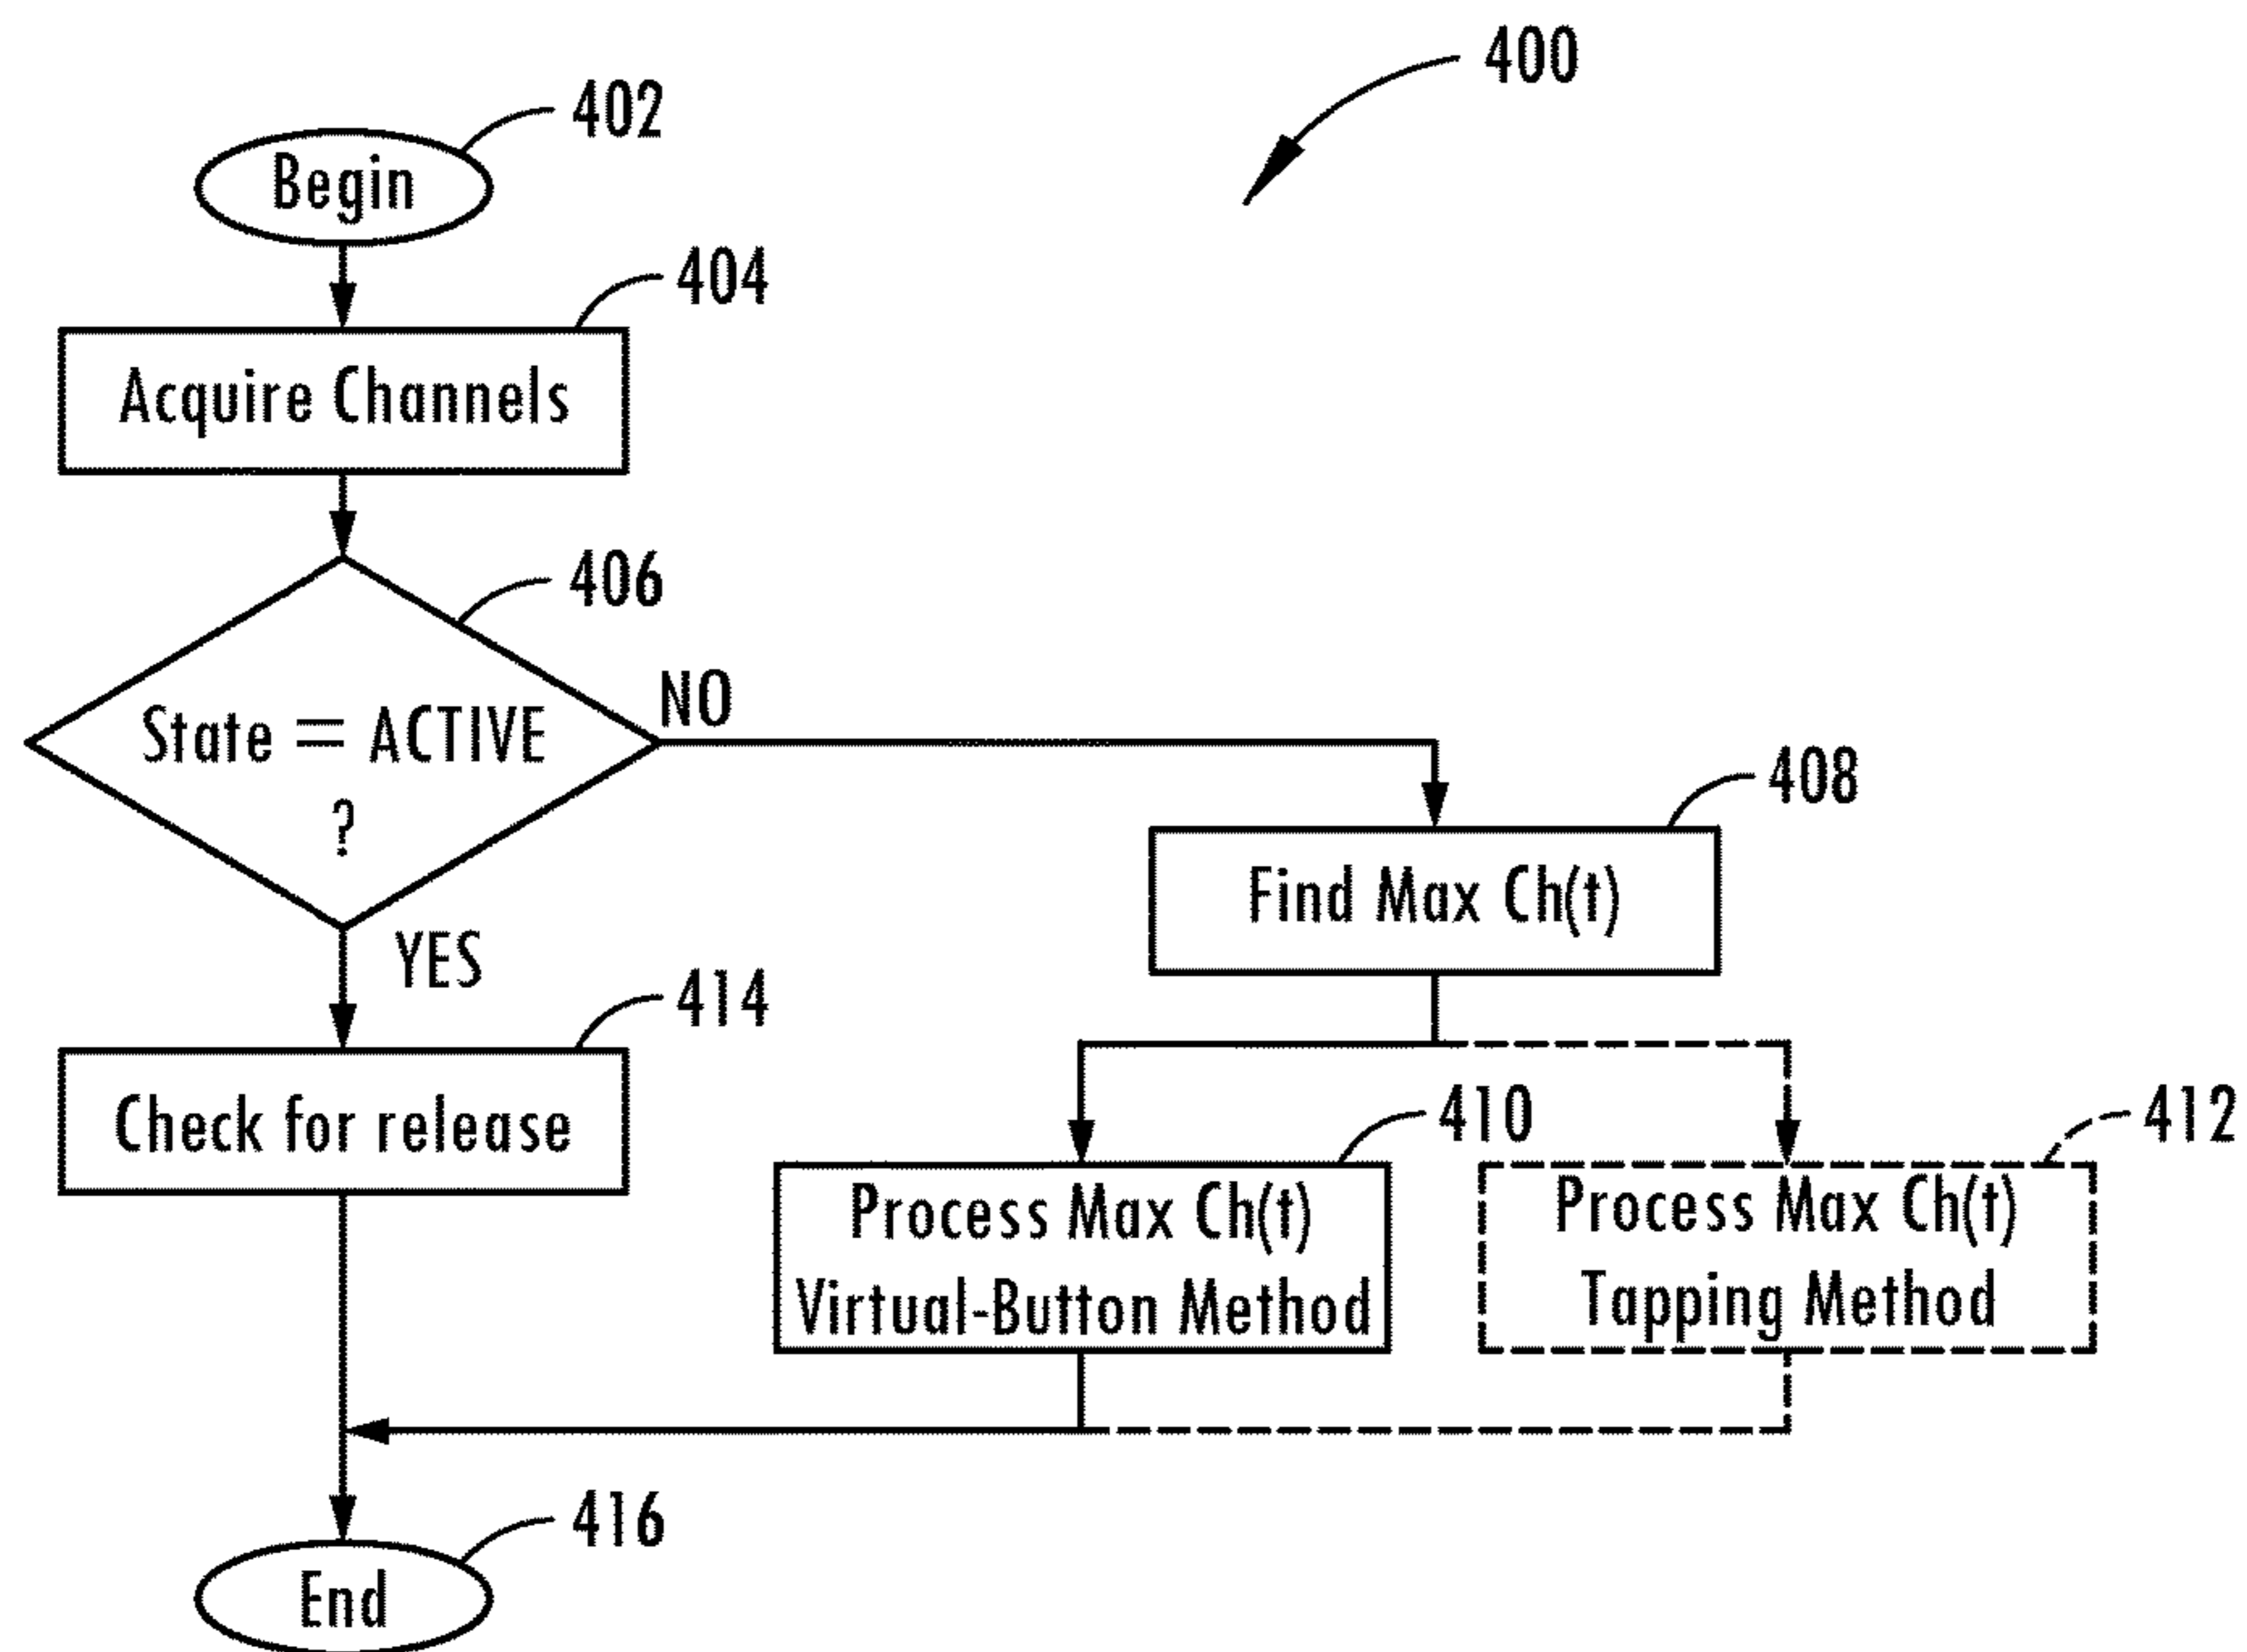 400
402
Begin
404
Acquire Channels
406
State = ACTIVE
?
NO
YES
408
Find Max Ch(t)
414
Check for release
410
Process Max Ch(t)
Virtual-Button Method
412
Process Max Ch(t)
Tapping Method
416
End